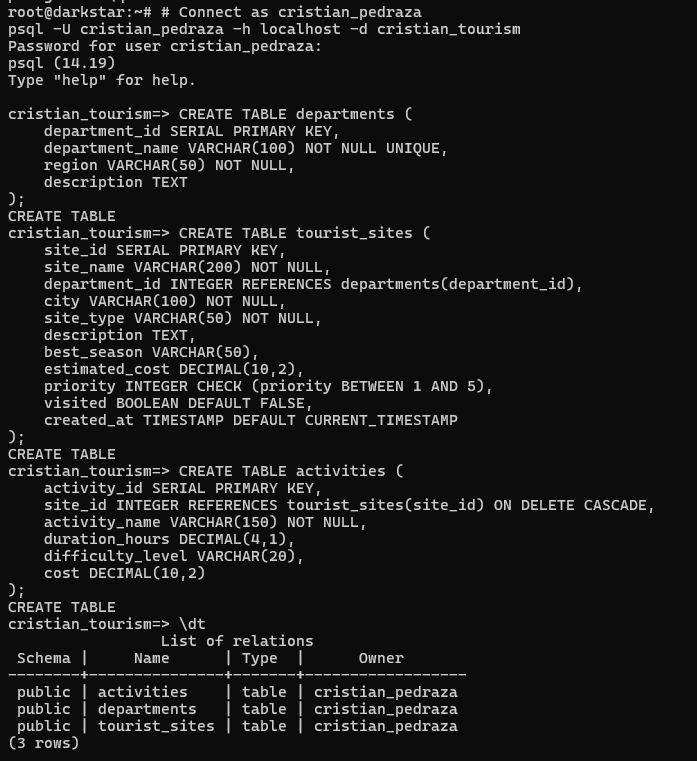 root@darkstar:~# # Connect as cristian_pedraza
psql -U cristian_pedraza -h localhost -d cristian_tourism
Password for user cristian_pedraza:
psql (14.19)
Type "help" for help.

cristian_tourism=> CREATE TABLE departments (
    department_id SERIAL PRIMARY KEY,
    department_name VARCHAR(100) NOT NULL UNIQUE,
    region VARCHAR(50) NOT NULL,
    description TEXT
);
CREATE TABLE
cristian_tourism=> CREATE TABLE tourist_sites (
    site_id SERIAL PRIMARY KEY,
    site_name VARCHAR(200) NOT NULL,
    department_id INTEGER REFERENCES departments(department_id),
    city VARCHAR(100) NOT NULL,
    site_type VARCHAR(50) NOT NULL,
    description TEXT,
    best_season VARCHAR(50),
    estimated_cost DECIMAL(10,2),
    priority INTEGER CHECK (priority BETWEEN 1 AND 5),
    visited BOOLEAN DEFAULT FALSE,
    created_at TIMESTAMP DEFAULT CURRENT_TIMESTAMP
);
CREATE TABLE
cristian_tourism=> CREATE TABLE activities (
    activity_id SERIAL PRIMARY KEY,
    site_id INTEGER REFERENCES tourist_sites(site_id) ON DELETE CASCADE,
    activity_name VARCHAR(150) NOT NULL,
    duration_hours DECIMAL(4,1),
    difficulty_level VARCHAR(20),
    cost DECIMAL(10,2)
);
CREATE TABLE
cristian_tourism=> \dt
                 List of relations
 Schema |     Name      | Type  |      Owner
--------+---------------+-------+------------------
 public | activities    | table | cristian_pedraza
 public | departments   | table | cristian_pedraza
 public | tourist_sites | table | cristian_pedraza
(3 rows)